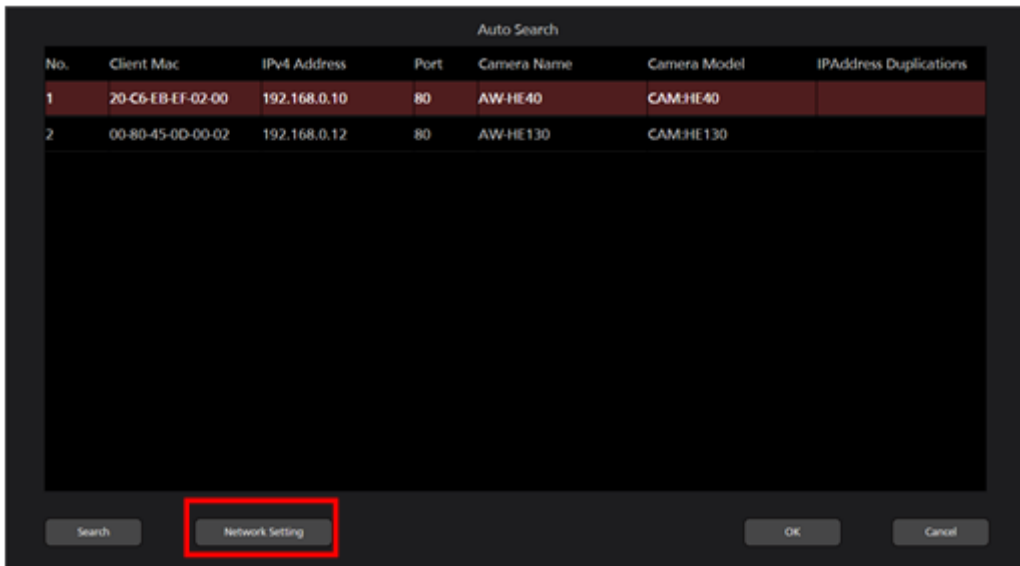 Auto Search
No. Client Mac IPv4 Address Port Camera Name Camera Model IPAddress Duplications
1 20-C6-EB-EF-02-00 192.168.0.10 80 AW-HE40 CAM:HE40
2 00-80-45-0D-00-02 192.168.0.12 80 AW-HE130 CAM:HE130
Search Network Setting OK Cancel